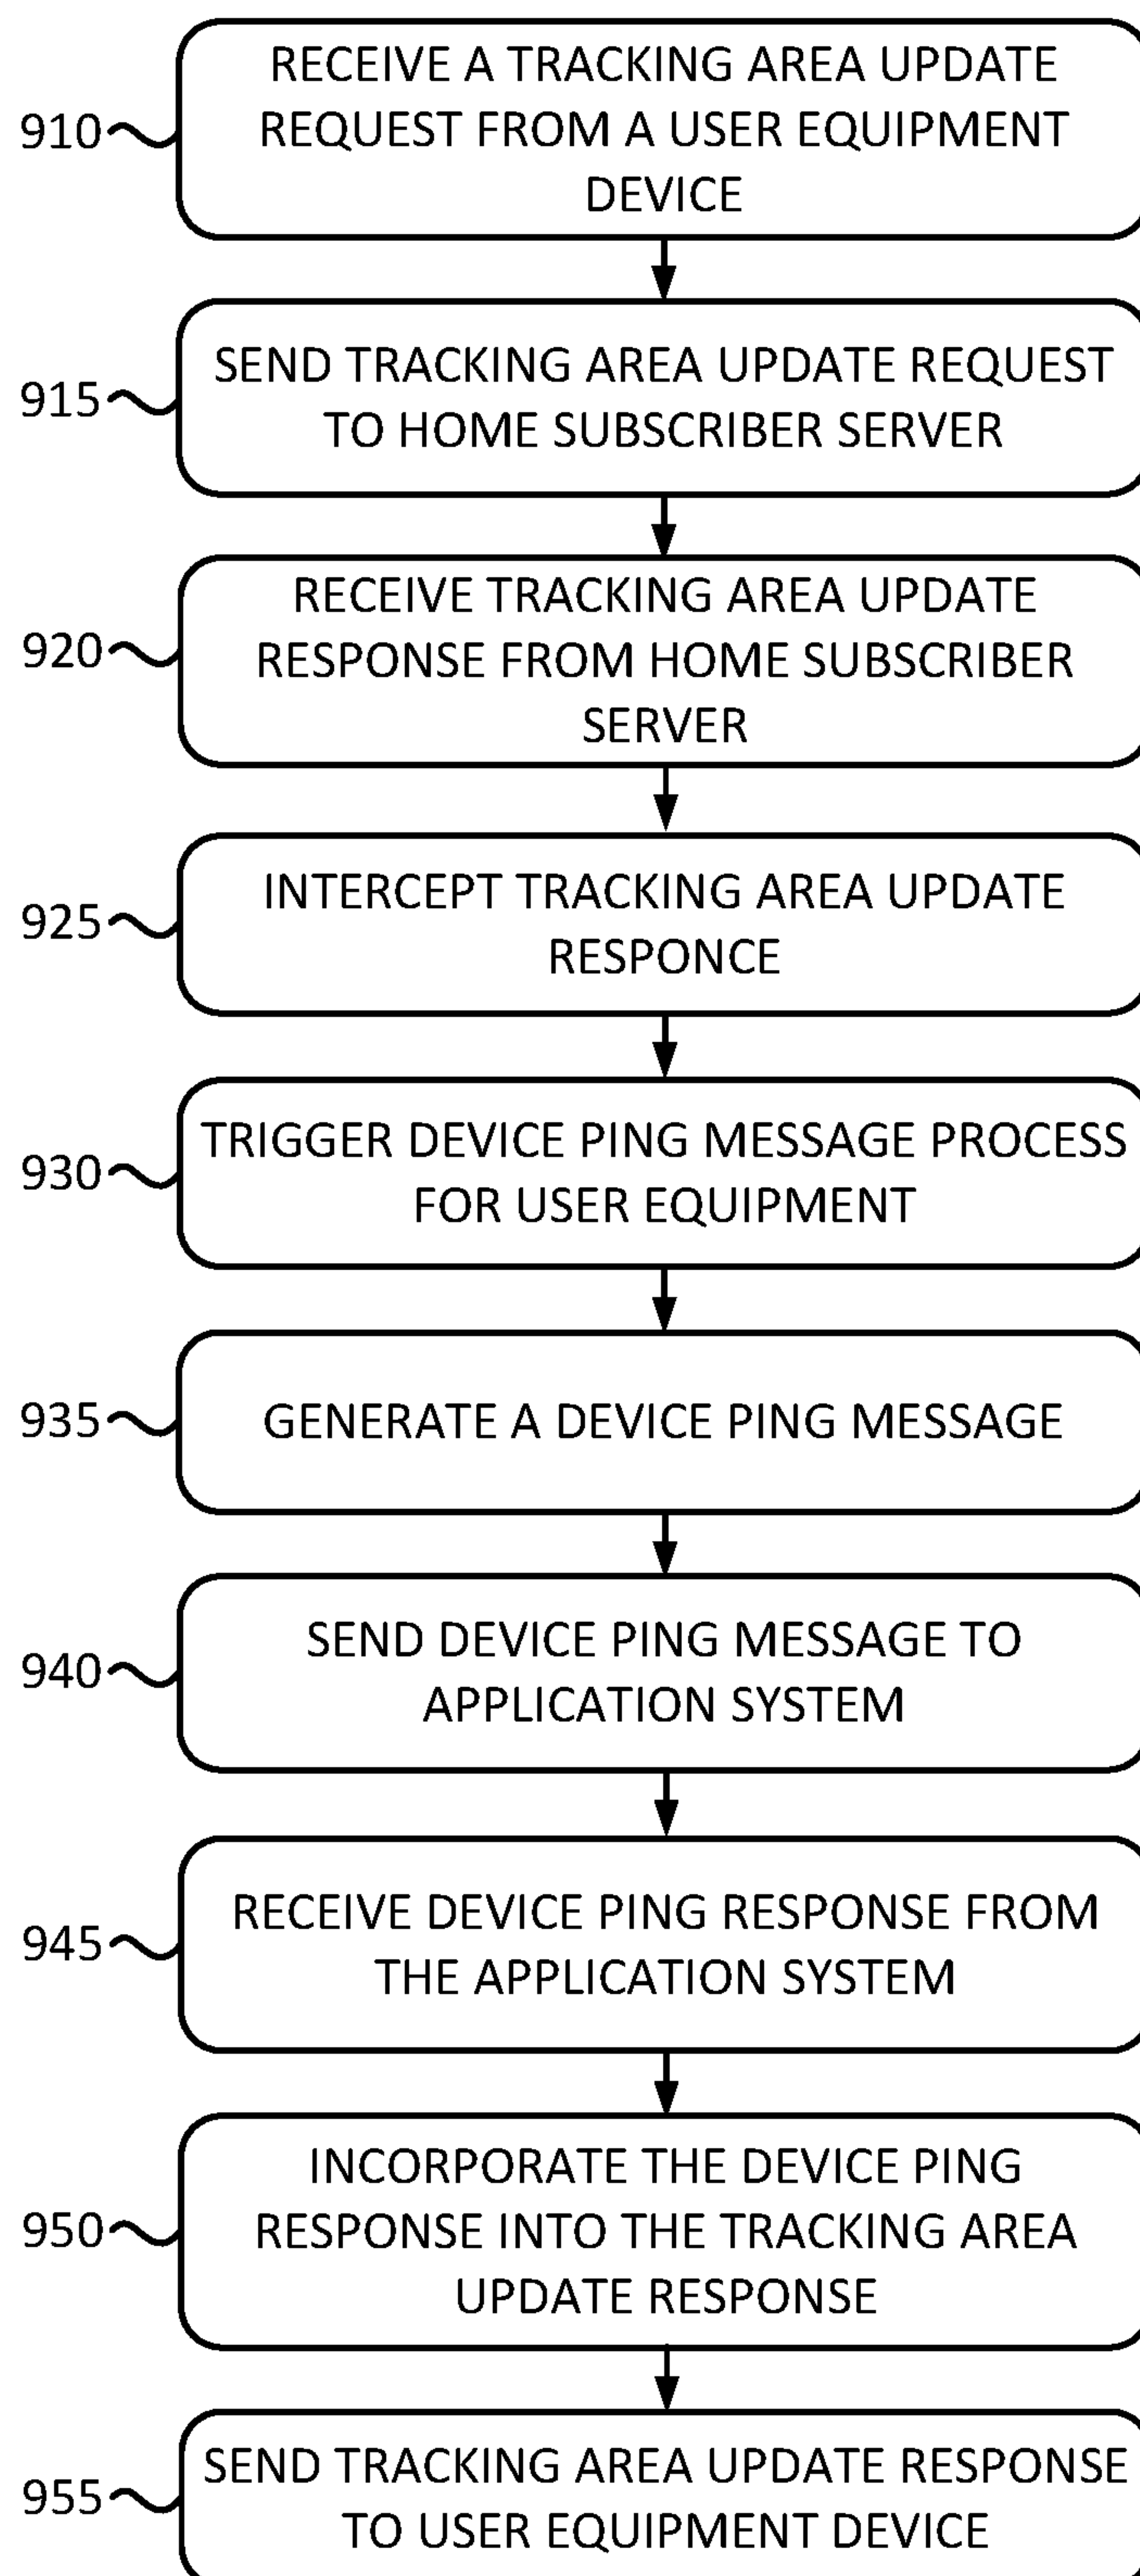 910
RECEIVE A TRACKING AREA UPDATE
REQUEST FROM A USER EQUIPMENT
DEVICE
915
SEND TRACKING AREA UPDATE REQUEST
TO HOME SUBSCRIBER SERVER
920
RECEIVE TRACKING AREA UPDATE
RESPONSE FROM HOME SUBSCRIBER
SERVER
925
INTERCEPT TRACKING AREA UPDATE
RESPONCE
930
TRIGGER DEVICE PING MESSAGE PROCESS
FOR USER EQUIPMENT
935
GENERATE A DEVICE PING MESSAGE
940
SEND DEVICE PING MESSAGE TO
APPLICATION SYSTEM
945
RECEIVE DEVICE PING RESPONSE FROM
THE APPLICATION SYSTEM
950
INCORPORATE THE DEVICE PING
RESPONSE INTO THE TRACKING AREA
UPDATE RESPONSE
955
SEND TRACKING AREA UPDATE RESPONSE
TO USER EQUIPMENT DEVICE